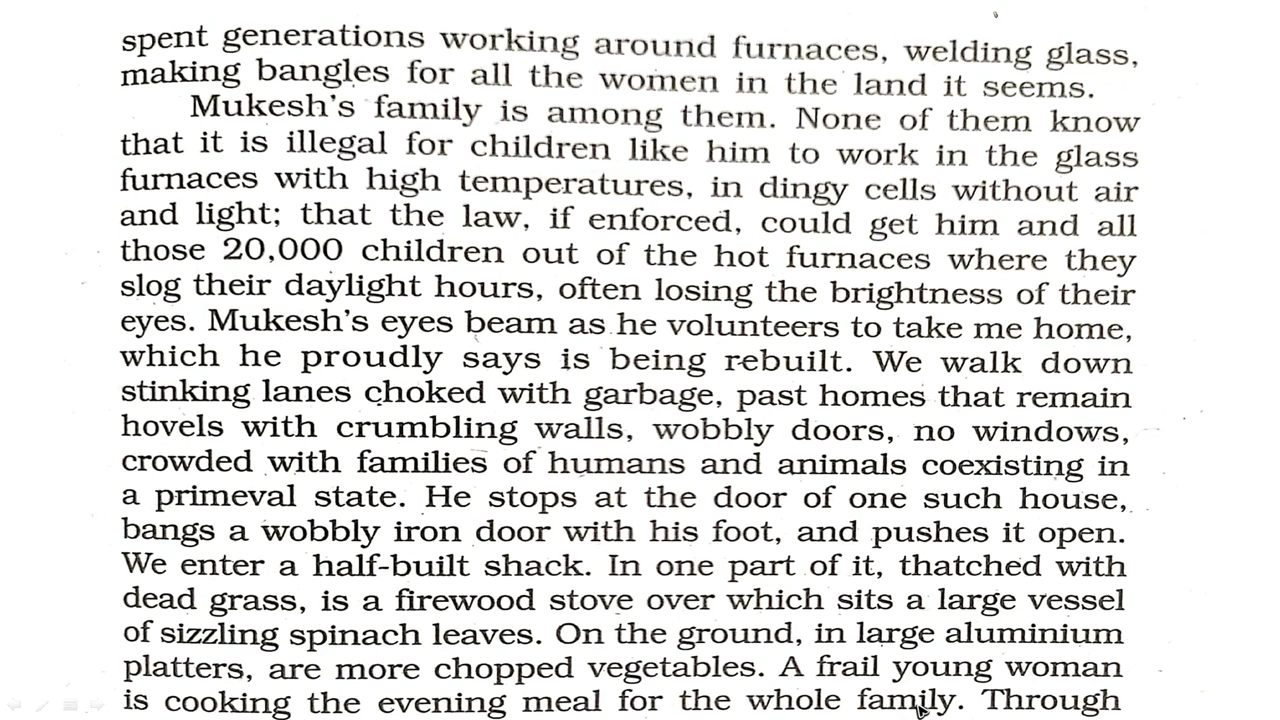 spent generations working around furnaces, welding glass,
making bangles for all the women in the land it seems.
Mukesh's family is among them. None of them know
that it is illegal for children like him to work in the glass
furnaces with high temperatures, in dingy cells without air
and light; that the law, if enforced, could get him and all
those 20,000 children out of the hot furnaces where they
slog their daylight hours, often losing the brightness of their
eyes. Mukesh's eyes beam as he volunteers to take me home,
which he proudly says is being rebuilt. We walk down
stinking lanes choked with garbage, past homes that remain
hovels with crumbling walls, wobbly doors, no windows,
crowded with families of humans and animals coexisting in
a primeval state. He stops at the door of one such house,
bangs a wobbly iron door with his foot, and pushes it open.
We enter a half-built shack. In one part of it, thatched with
dead grass, is a firewood stove over which sits a large vessel
of sizzling spinach leaves. On the ground, in large aluminium
platters, are more chopped vegetables. A frail young woman
is cooking the evening meal for the whole family. Through